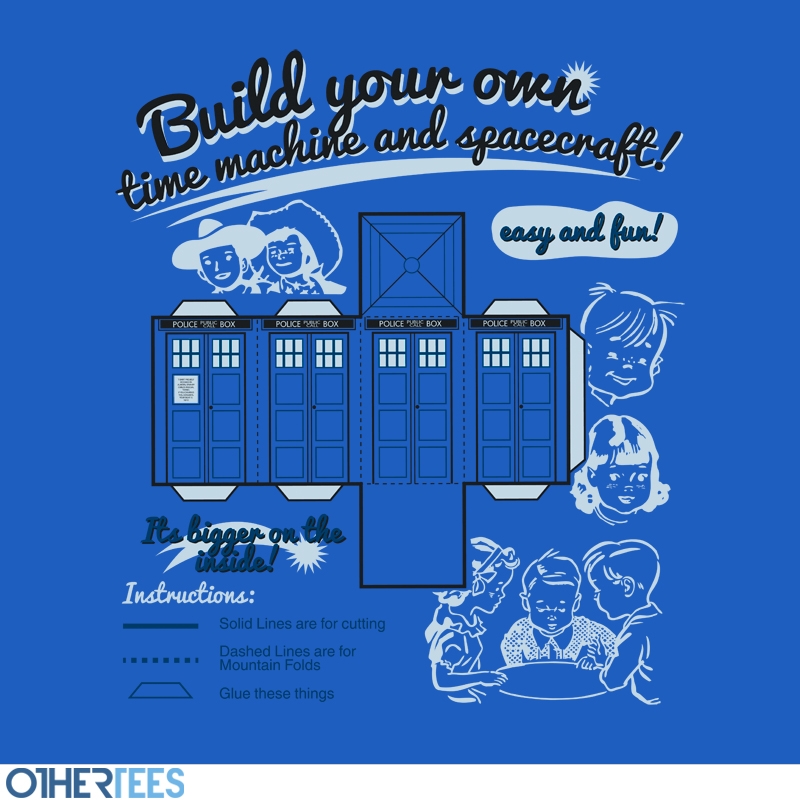 Build your own
time machine and spacecraft!
easy and fun!
POLICE PUBLIC CALL BOX
POLICE PUBLIC CALL BOX
POLICE PUBLIC CALL BOX
POLICE PUBLIC CALL BOX
Its bigger on the
inside!
Instructions:
Solid Lines are for cutting
Dashed Lines are for
Mountain Folds
Glue these things
OTHERTEES